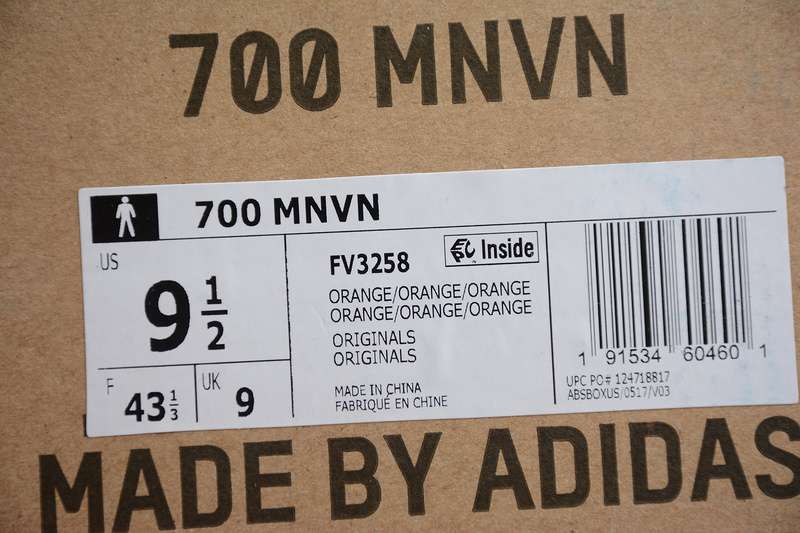 700 MNVN
700 MNVN
US
9 1/2
F
43 1/3
UK
9
FV3258
Inside
ORANGE/ORANGE/ORANGE
ORANGE/ORANGE/ORANGE
ORIGINALS
ORIGINALS
MADE IN CHINA
FABRIQUÉ EN CHINE
1 91534 60460 1
UPC PO# 124718817
ABSBOXUS/0517/V03
MADE BY ADIDAS